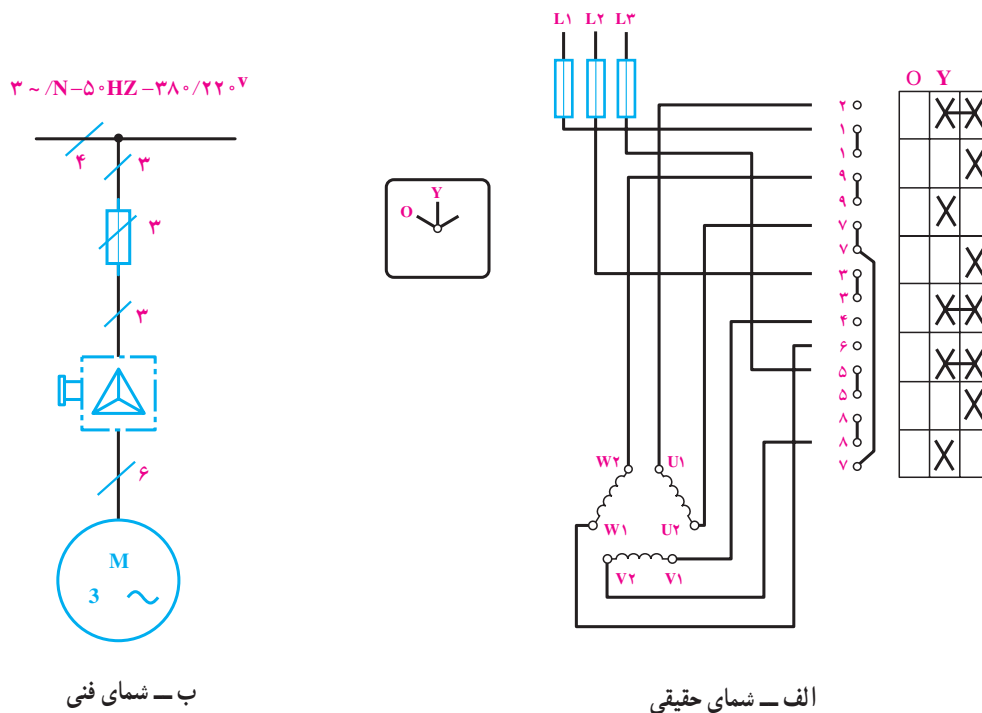 L۱ L۲ L۳
۳ ~ /N–۵۰HZ –۳۸۰/۲۲۰ᵛ
۴
۳
۳
۳
۶
M
3
ب ــ شمای فنی
Y
O
O Y
۲
۱
۱
۹
۹
۷
۷
۳
۳
۴
۶
۵
۵
۸
۸
۷
W۲ U۱
W۱ U۲
V۲ V۱
الف ــ شمای حقیقی